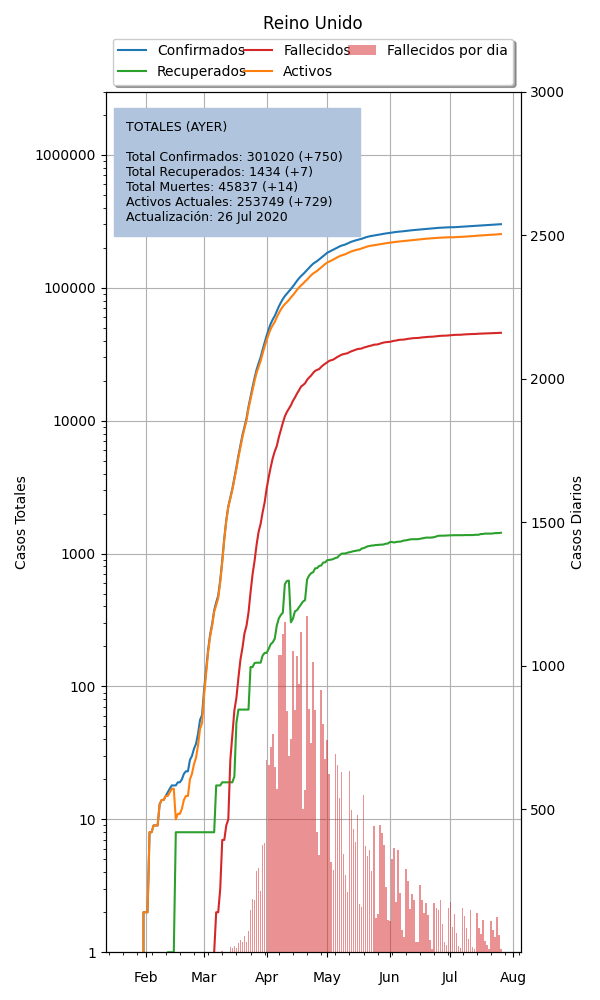 Reino Unido
Confirmados
Recuperados
Fallecidos
Activos
Fallecidos por dia
TOTALES (AYER)
Total Confirmados: 301020 (+750)
Total Recuperados: 1434 (+7)
Total Muertes: 45837 (+14)
Activos Actuales: 253749 (+729)
Actualización: 26 Jul 2020
Casos Totales
1000000
100000
10000
1000
100
10
1
3000
2500
2000
1500
1000
500
Casos Diarios
Feb Mar Apr May Jun Jul Aug